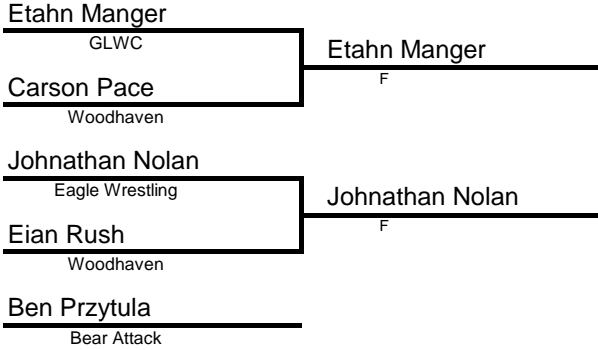 Etahn Manger
GLWC
Etahn Manger
F
Carson Pace
Woodhaven
Johnathan Nolan
Eagle Wrestling
Johnathan Nolan
F
Eian Rush
Woodhaven
Ben Przytula
Bear Attack